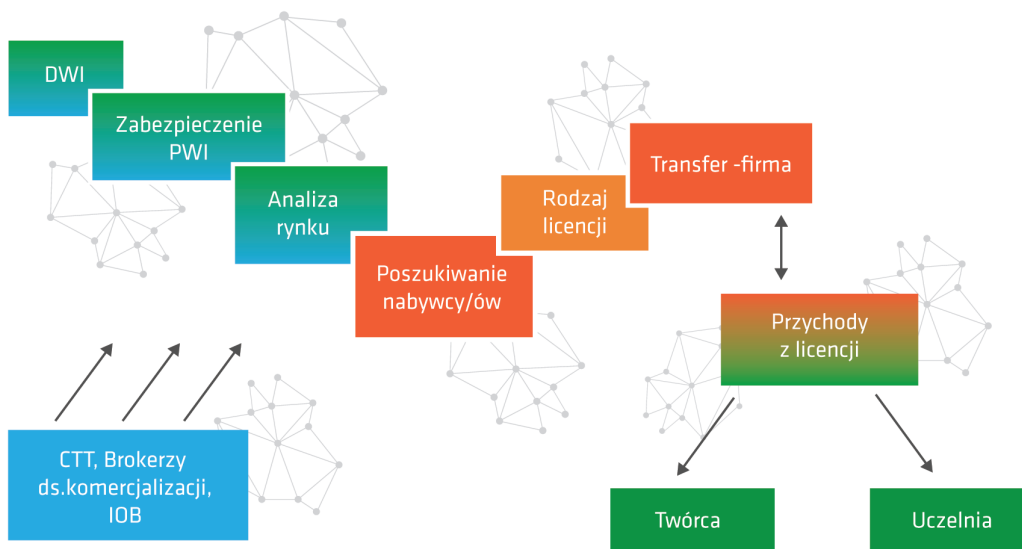 DWI
Zabezpieczenie
PWI
Analiza
rynku
Poszukiwanie
nabywcy/ów
Rodzaj
licencji
Transfer -firma
Przychody
z licencji
CTT, Brokerzy
ds.komercjalizacji,
IOB
Twórca
Uczelnia